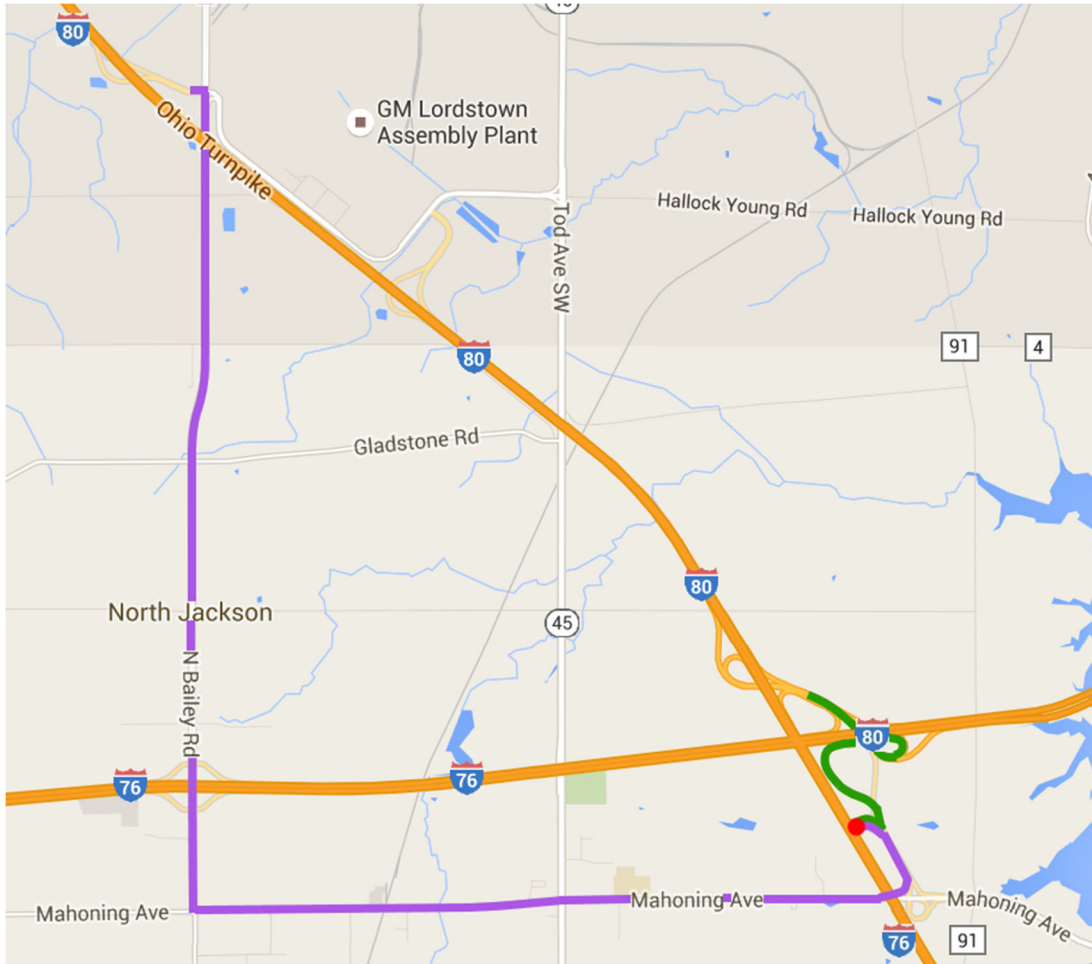 80
GM Lordstown
Assembly Plant
Ohio Turnpike
Hallock Young Rd
Hallock Young Rd
Tod Ave SW
80
91
4
Gladstone Rd
80
North Jackson
45
N Bailey Rd
80
76
76
Mahoning Ave
Mahoning Ave
Mahoning Ave
76
91